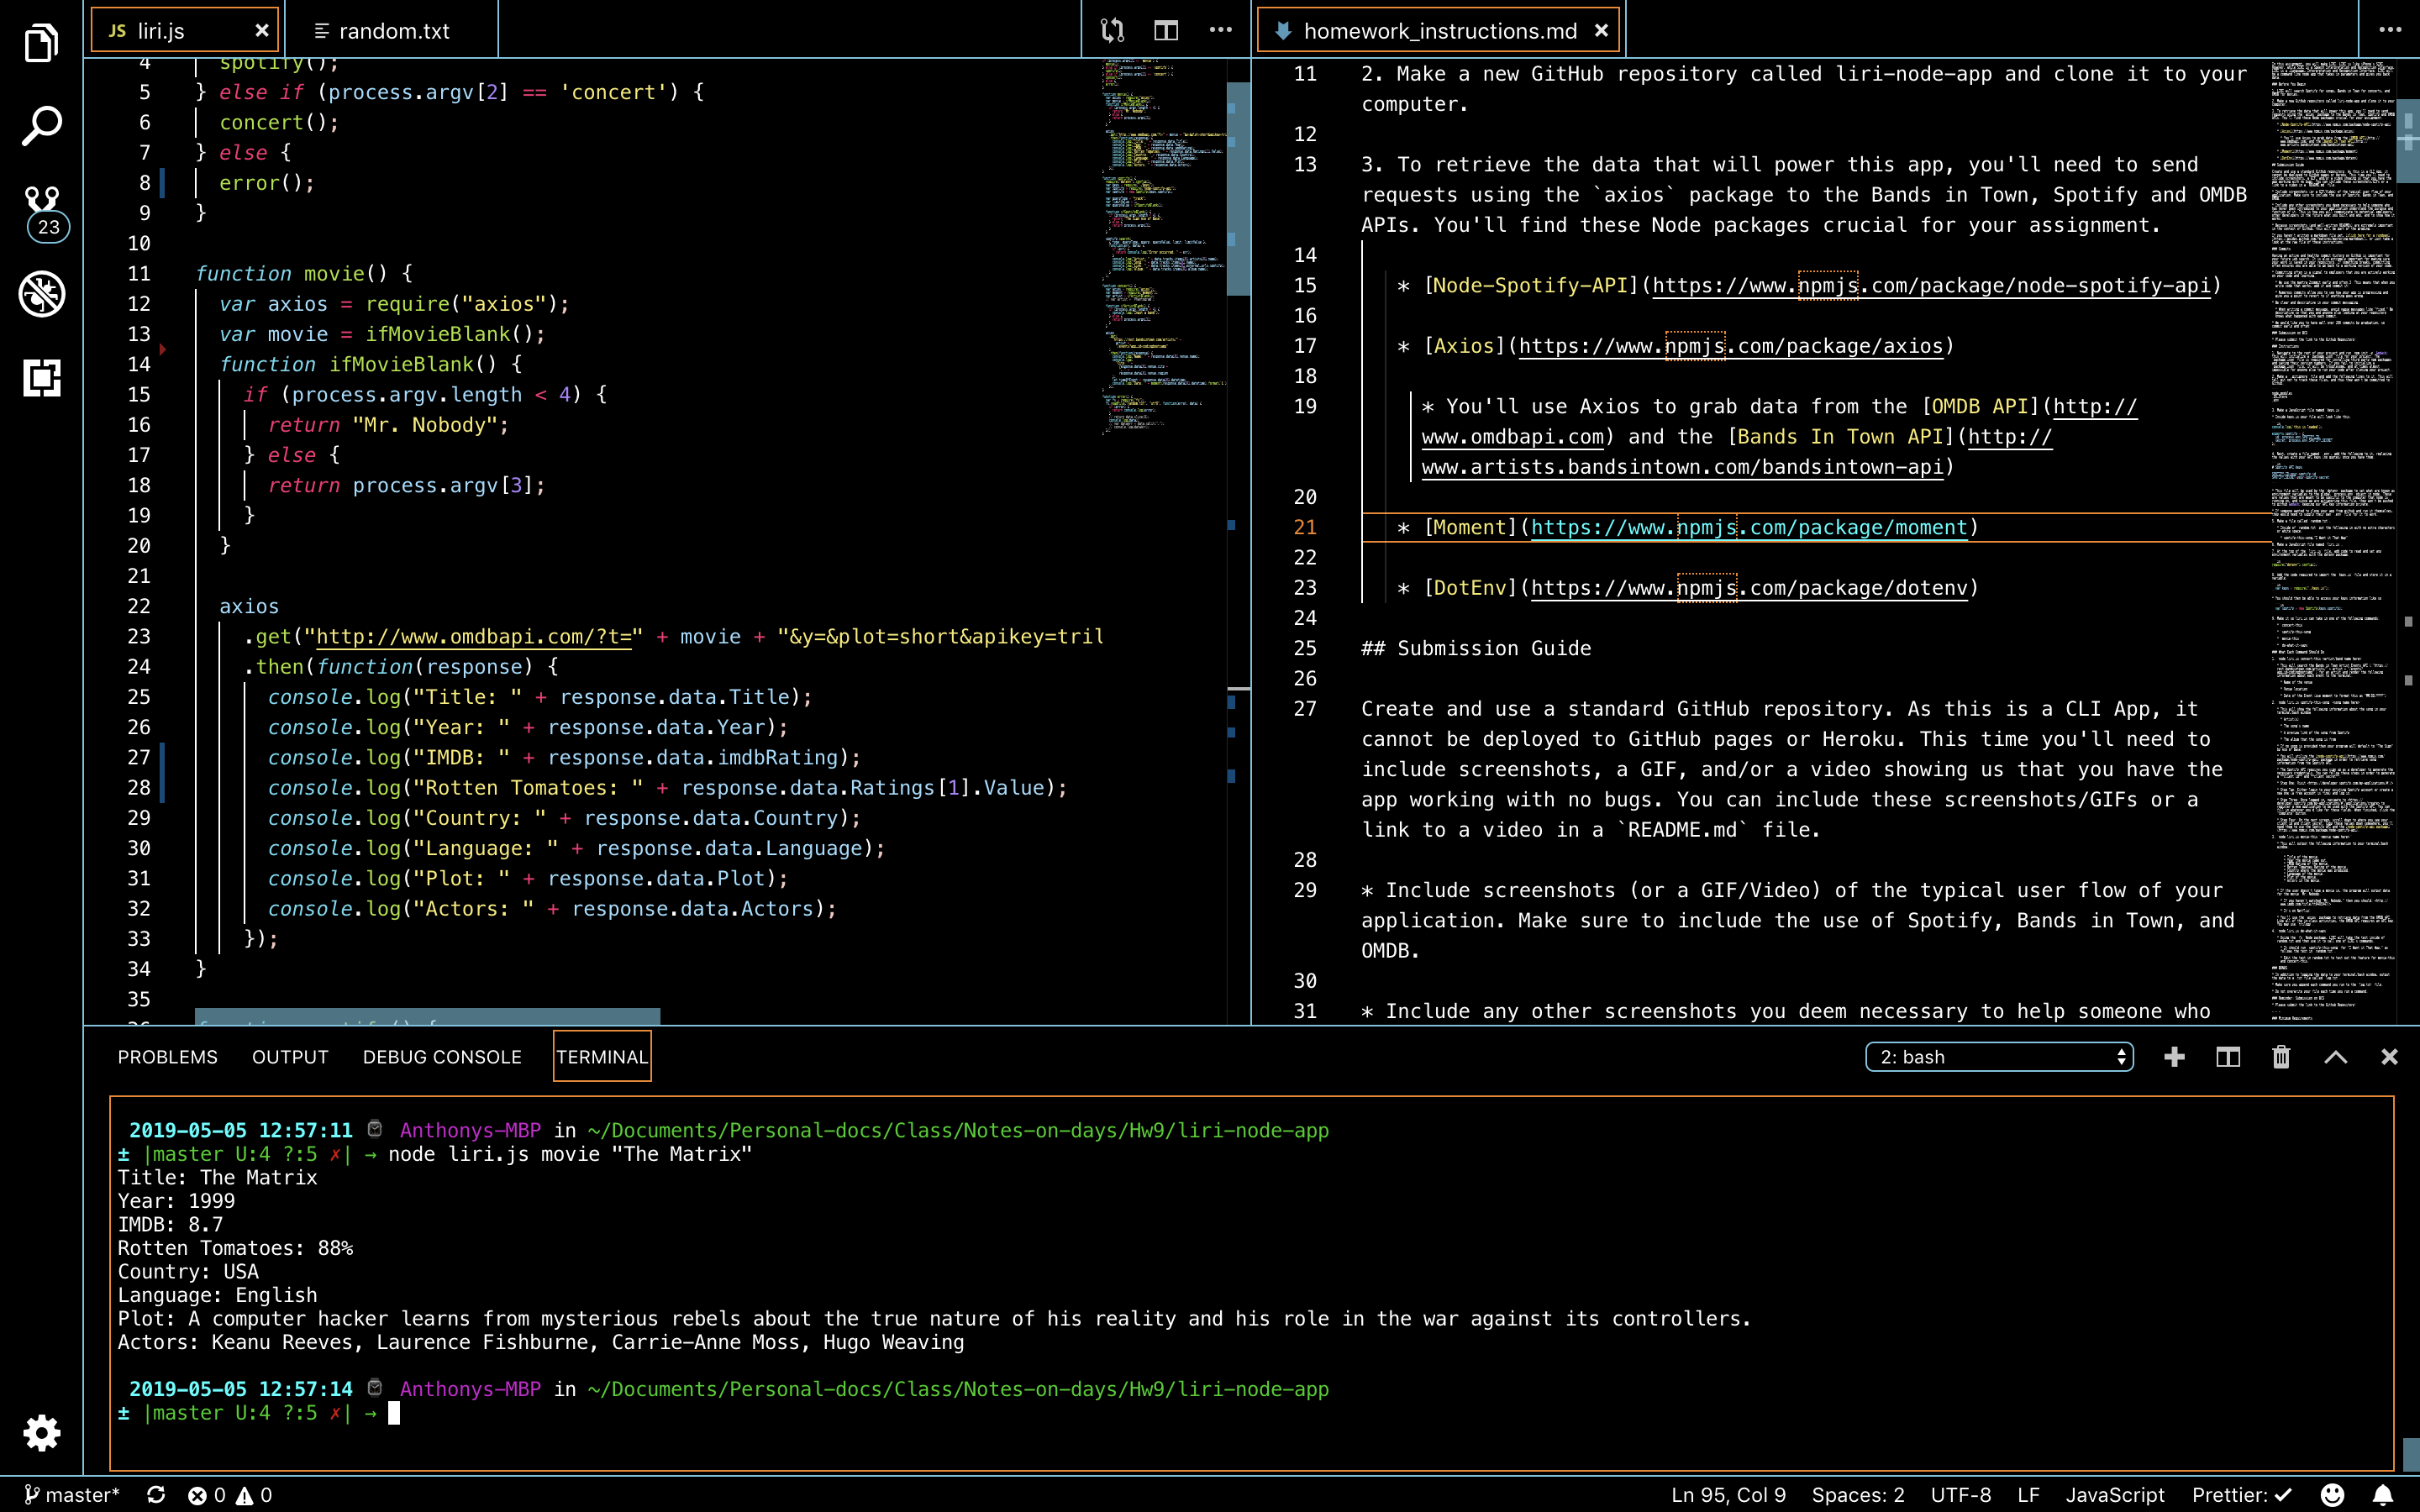 JS liri.js ×
random.txt
homework_instructions.md ×
23
4 spotify();
5 } else if (process.argv[2] == 'concert') {
6 concert();
7 } else {
8 error();
9 }
10
11 function movie() {
12 var axios = require("axios");
13 var movie = ifMovieBlank();
14 function ifMovieBlank() {
15 if (process.argv.length < 4) {
16 return "Mr. Nobody";
17 } else {
18 return process.argv[3];
19 }
20 }
21
22 axios
23 .get("http://www.omdbapi.com/?t=" + movie + "&y=&plot=short&apikey=tril
24 .then(function(response) {
25 console.log("Title: " + response.data.Title);
26 console.log("Year: " + response.data.Year);
27 console.log("IMDB: " + response.data.imdbRating);
28 console.log("Rotten Tomatoes: " + response.data.Ratings[1].Value);
29 console.log("Country: " + response.data.Country);
30 console.log("Language: " + response.data.Language);
31 console.log("Plot: " + response.data.Plot);
32 console.log("Actors: " + response.data.Actors);
33 });
34 }
35
11 2. Make a new GitHub repository called liri-node-app and clone it to your
computer.
12
13 3. To retrieve the data that will power this app, you'll need to send
requests using the `axios` package to the Bands in Town, Spotify and OMDB
APIs. You'll find these Node packages crucial for your assignment.
14
15 * [Node-Spotify-API](https://www.npmjs.com/package/node-spotify-api)
16
17 * [Axios](https://www.npmjs.com/package/axios)
18
19 * You'll use Axios to grab data from the [OMDB API](http://
www.omdbapi.com) and the [Bands In Town API](http://
www.artists.bandsintown.com/bandsintown-api)
20
21 * [Moment](https://www.npmjs.com/package/moment)
22
23 * [DotEnv](https://www.npmjs.com/package/dotenv)
24
25 ## Submission Guide
26
27 Create and use a standard GitHub repository. As this is a CLI App, it
cannot be deployed to GitHub pages or Heroku. This time you'll need to
include screenshots, a GIF, and/or a video showing us that you have the
app working with no bugs. You can include these screenshots/GIFs or a
link to a video in a `README.md` file.
28
29 * Include screenshots (or a GIF/Video) of the typical user flow of your
application. Make sure to include the use of Spotify, Bands in Town, and
OMDB.
30
31 * Include any other screenshots you deem necessary to help someone who
PROBLEMS OUTPUT DEBUG CONSOLE TERMINAL 2: bash
2019-05-05 12:57:11 Anthonys-MBP in ~/Documents/Personal-docs/Class/Notes-on-days/Hw9/liri-node-app
± |master U:4 ?:5 ✗| → node liri.js movie "The Matrix"
Title: The Matrix
Year: 1999
IMDB: 8.7
Rotten Tomatoes: 88%
Country: USA
Language: English
Plot: A computer hacker learns from mysterious rebels about the true nature of his reality and his role in the war against its controllers.
Actors: Keanu Reeves, Laurence Fishburne, Carrie-Anne Moss, Hugo Weaving
2019-05-05 12:57:14 Anthonys-MBP in ~/Documents/Personal-docs/Class/Notes-on-days/Hw9/liri-node-app
± |master U:4 ?:5 ✗| →
master* 0 0 Ln 95, Col 9 Spaces: 2 UTF-8 LF JavaScript Prettier: ✓